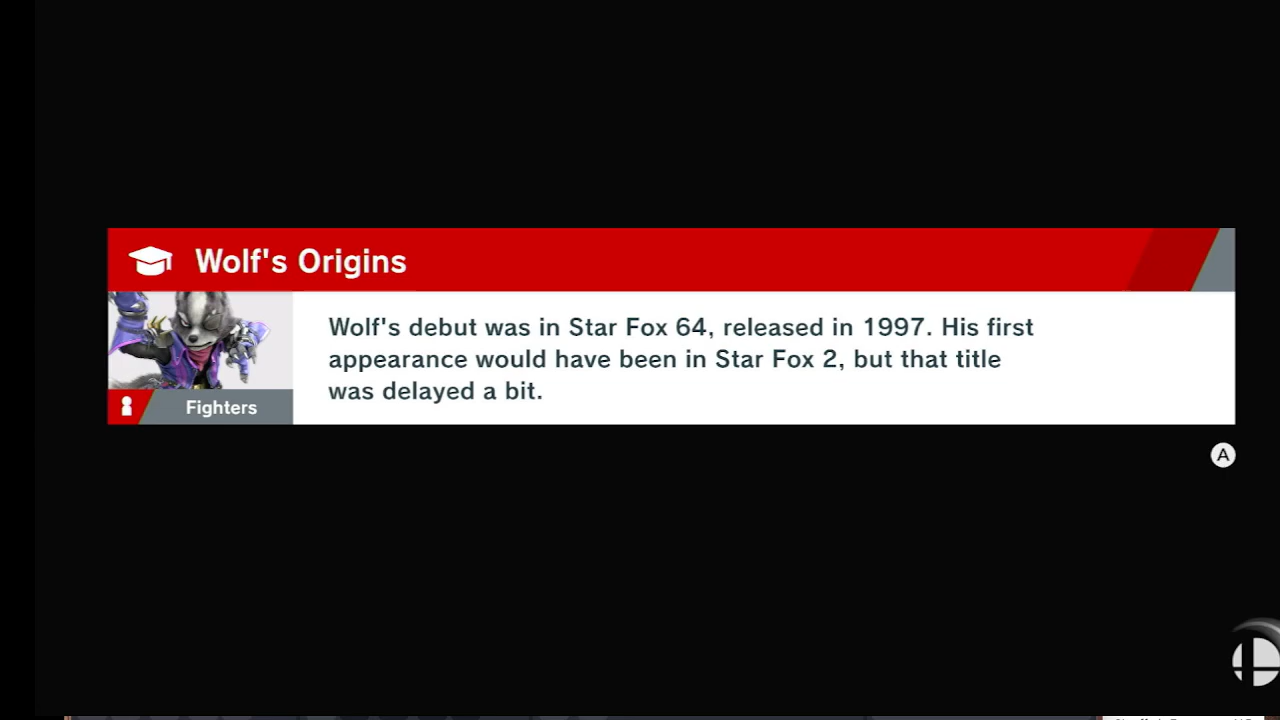 Wolf's Origins
Wolf's debut was in Star Fox 64, released in 1997. His first
appearance would have been in Star Fox 2, but that title
was delayed a bit.
Fighters
A